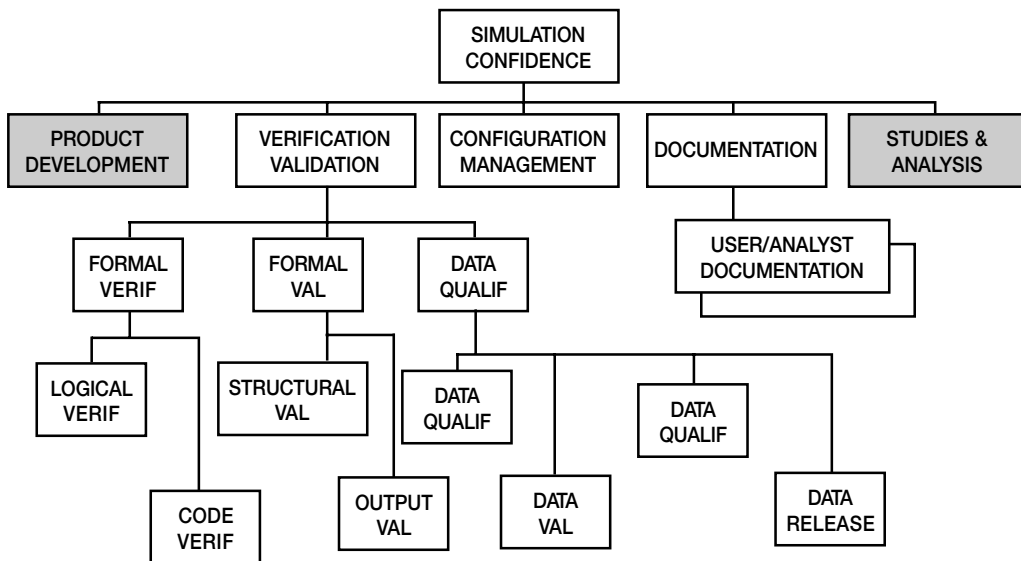 SIMULATION
CONFIDENCE
PRODUCT
DEVELOPMENT
VERIFICATION
VALIDATION
CONFIGURATION
MANAGEMENT
DOCUMENTATION
STUDIES &
ANALYSIS
FORMAL
VERIF
FORMAL
VAL
DATA
QUALIF
USER/ANALYST
DOCUMENTATION
LOGICAL
VERIF
STRUCTURAL
VAL
DATA
QUALIF
DATA
QUALIF
CODE
VERIF
OUTPUT
VAL
DATA
VAL
DATA
RELEASE